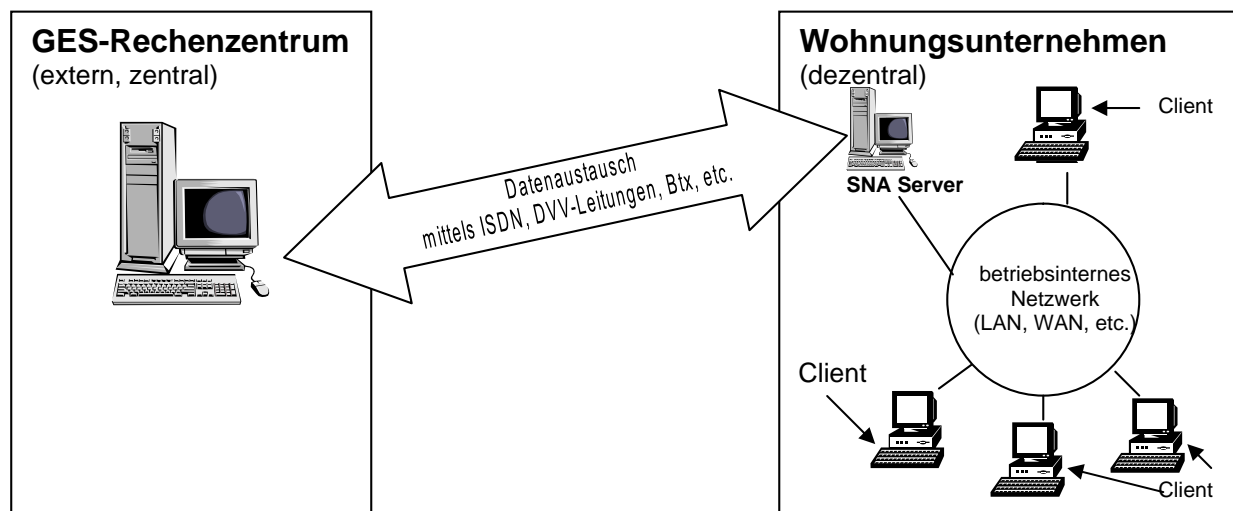 GES-Rechenzentrum
(extern, zentral)
Datenaustausch
mittels ISDN, DVV-Leitungen, Btx, etc.
Wohnungsunternehmen
(dezentral)
Client
SNA Server
betriebsinternes
Netzwerk
(LAN, WAN, etc.)
Client
Client